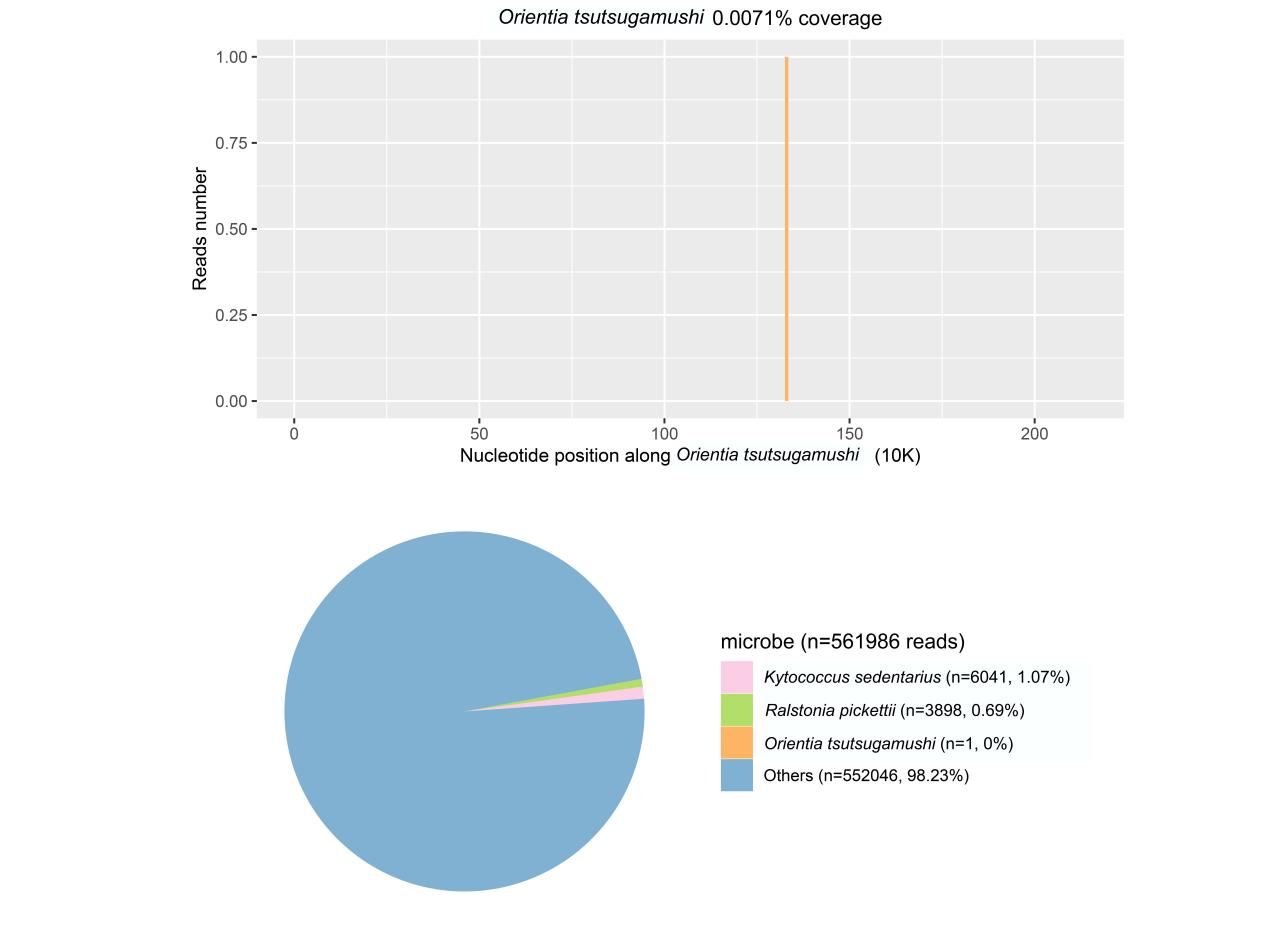 Orientia tsutsugamushi 0.0071% coverage
1.00
0.75
0.50
0.25
0.00
Reads number
0 50 100 150 200
Nucleotide position along Orientia tsutsugamushi (10K)
microbe (n=561986 reads)
Kytococcus sedentarius (n=6041, 1.07%)
Ralstonia pickettii (n=3898, 0.69%)
Orientia tsutsugamushi (n=1, 0%)
Others (n=552046, 98.23%)